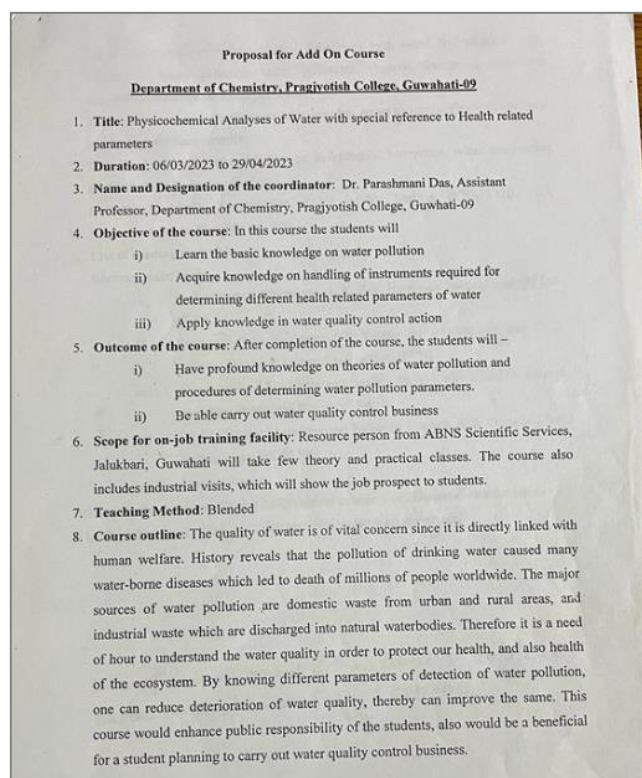 Proposal for Add On Course
Department of Chemistry, Pragjyotish College, Guwahati-09
1. Title: Physicochemical Analyses of Water with special reference to Health related
parameters
2. Duration: 06/03/2023 to 29/04/2023
3. Name and Designation of the coordinator: Dr. Parashmani Das, Assistant
Professor, Department of Chemistry, Pragjyotish College, Guwhati-09
4. Objective of the course: In this course the students will
i) Learn the basic knowledge on water pollution
ii) Acquire knowledge on handling of instruments required for
determining different health related parameters of water
iii) Apply knowledge in water quality control action
5. Outcome of the course: After completion of the course, the students will –
i) Have profound knowledge on theories of water pollution and
procedures of determining water pollution parameters.
ii) Be able carry out water quality control business
6. Scope for on-job training facility: Resource person from ABNS Scientific Services,
Jalukbari, Guwahati will take few theory and practical classes. The course also
includes industrial visits, which will show the job prospect to students.
7. Teaching Method: Blended
8. Course outline: The quality of water is of vital concern since it is directly linked with
human welfare. History reveals that the pollution of drinking water caused many
water-borne diseases which led to death of millions of people worldwide. The major
sources of water pollution are domestic waste from urban and rural areas, and
industrial waste which are discharged into natural waterbodies. Therefore it is a need
of hour to understand the water quality in order to protect our health, and also health
of the ecosystem. By knowing different parameters of detection of water pollution,
one can reduce deterioration of water quality, thereby can improve the same. This
course would enhance public responsibility of the students, also would be a beneficial
for a student planning to carry out water quality control business.